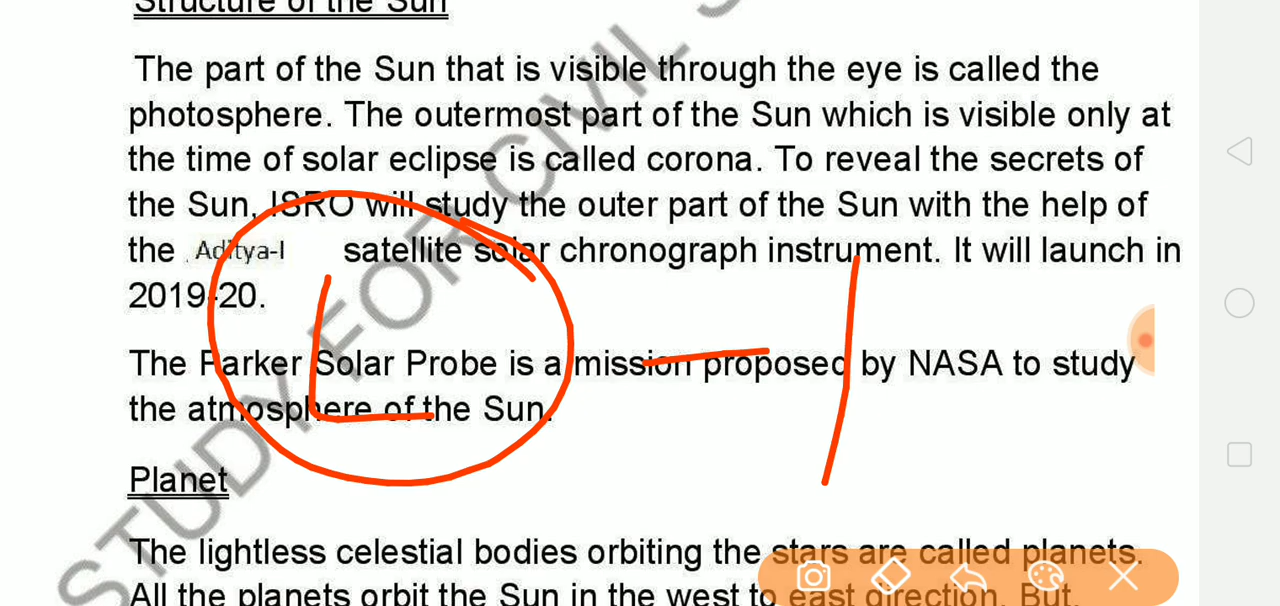 Structure of the Sun
The part of the Sun that is visible through the eye is called the
photosphere. The outermost part of the Sun which is visible only at
the time of solar eclipse is called corona. To reveal the secrets of
the Sun, ISRO will study the outer part of the Sun with the help of
the Aditya-l satellite solar chronograph instrument. It will launch in
2019-20.
The Parker Solar Probe is a mission proposed by NASA to study
the atmosphere of the Sun.
L - 1
Planet
The lightless celestial bodies orbiting the stars are called planets.
All the planets orbit the Sun in the west to east direction. But,
STUDY FOR CIVIL S